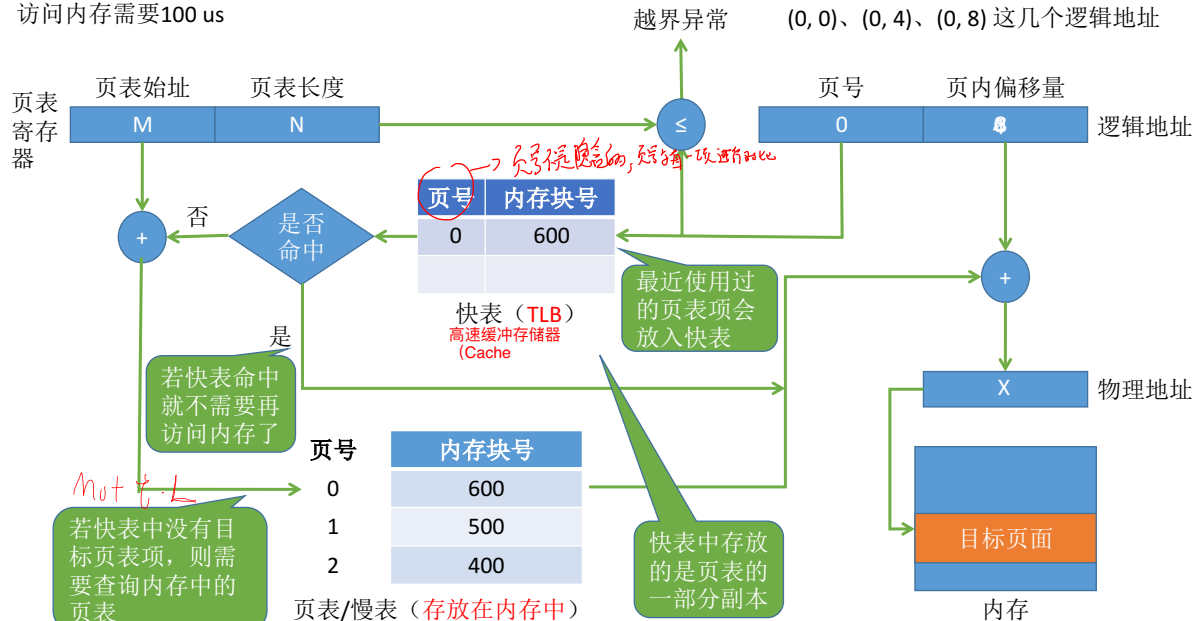 访问内存需要100 us
越界异常
(0, 0)、(0, 4)、(0, 8) 这几个逻辑地址
页表始址
页表长度
页号
页内偏移量
页表
寄存
器
M
N
≤
0
逻辑地址
页号
内存块号
0
600
是否
命中
否
+
+
最近使用过
的页表项会
放入快表
快表（TLB）
高速缓冲存储器
（Cache
是
若快表命中
就不需要再
访问内存了
X
物理地址
页号
内存块号
0
600
1
500
2
400
若快表中没有目
标页表项，则需
要查询内存中的
页表
快表中存放
的是页表的
一部分副本
目标页面
页表/慢表（存放在内存中）
内存